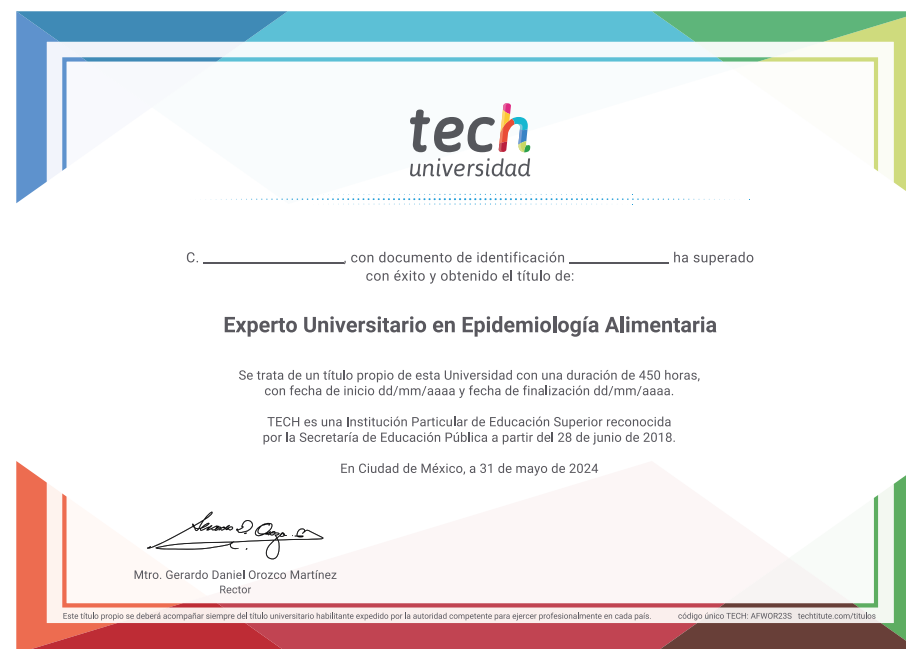 tech
universidad
C. ____________________, con documento de identificación ______________ ha superado
con éxito y obtenido el título de:
Experto Universitario en Epidemiología Alimentaria
Se trata de un título propio de esta Universidad con una duración de 450 horas,
con fecha de inicio dd/mm/aaaa y fecha de finalización dd/mm/aaaa.
TECH es una Institución Particular de Educación Superior reconocida
por la Secretaría de Educación Pública a partir del 28 de junio de 2018.
En Ciudad de México, a 31 de mayo de 2024
Mtro. Gerardo Daniel Orozco Martínez
Rector
Este título propio se deberá acompañar siempre del título universitario habilitante expedido por la autoridad competente para ejercer profesionalmente en cada país. código único TECH: AFWOR23S techtitute.com/titulos